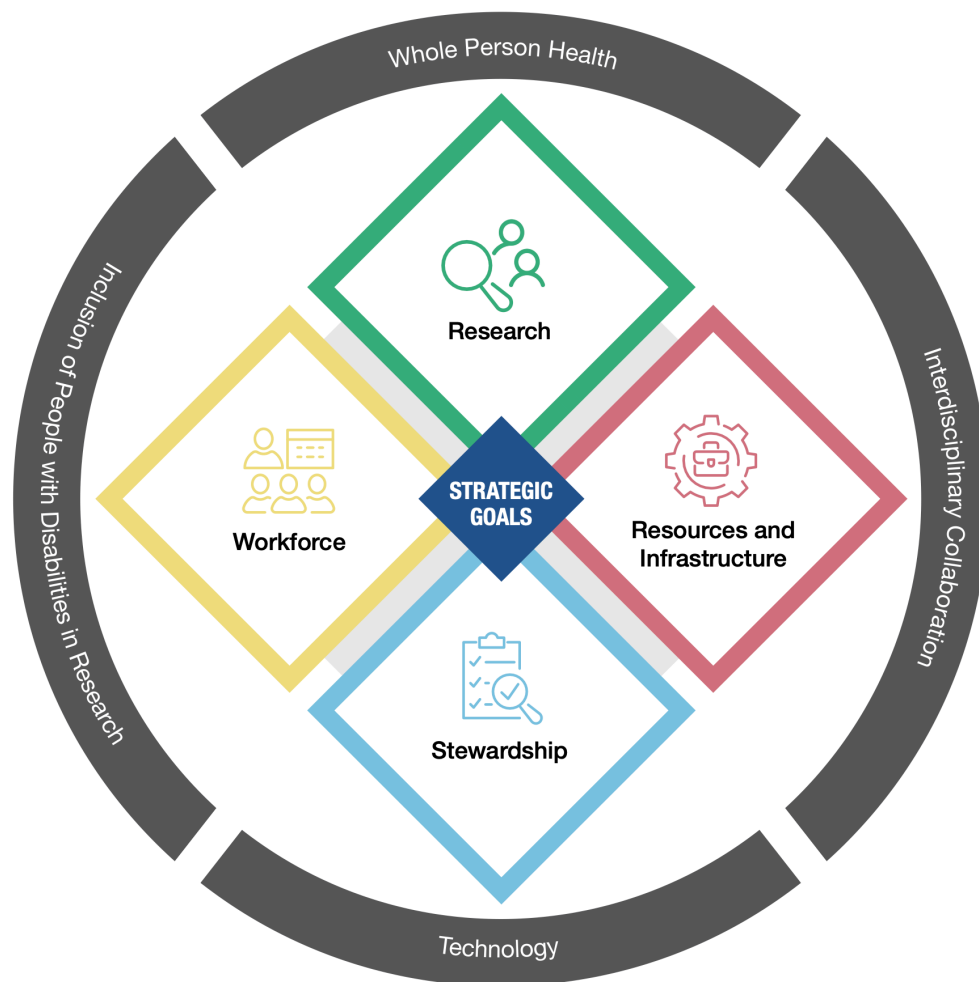 Whole Person Health
Research
Inclusion of People
with Disabilities in Research
Workforce
STRATEGIC
GOALS
Resources and
Infrastructure
Interdisciplinary Collaboration
Stewardship
Technology